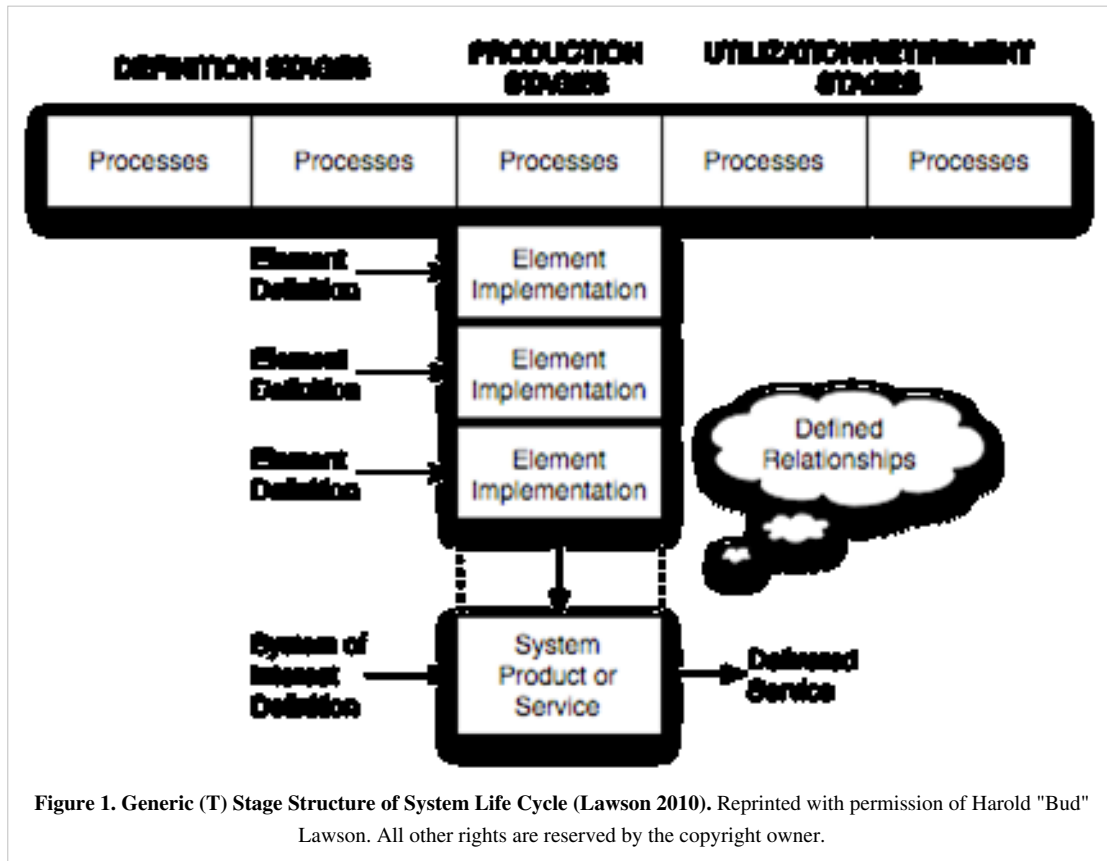 DEFINITION STAGES
PRODUCTION
STAGES
UTILIZATION/RETIREMENT
STAGES
Processes
Processes
Processes
Processes
Processes
Element
Definition
Element
Implementation
Element
Definition
Element
Implementation
Element
Definition
Element
Implementation
Defined
Relationships
System of
Interest
Definition
System
Product or
Service
Delivered
Service
Figure 1. Generic (T) Stage Structure of System Life Cycle (Lawson 2010). Reprinted with permission of Harold "Bud"
Lawson. All other rights are reserved by the copyright owner.